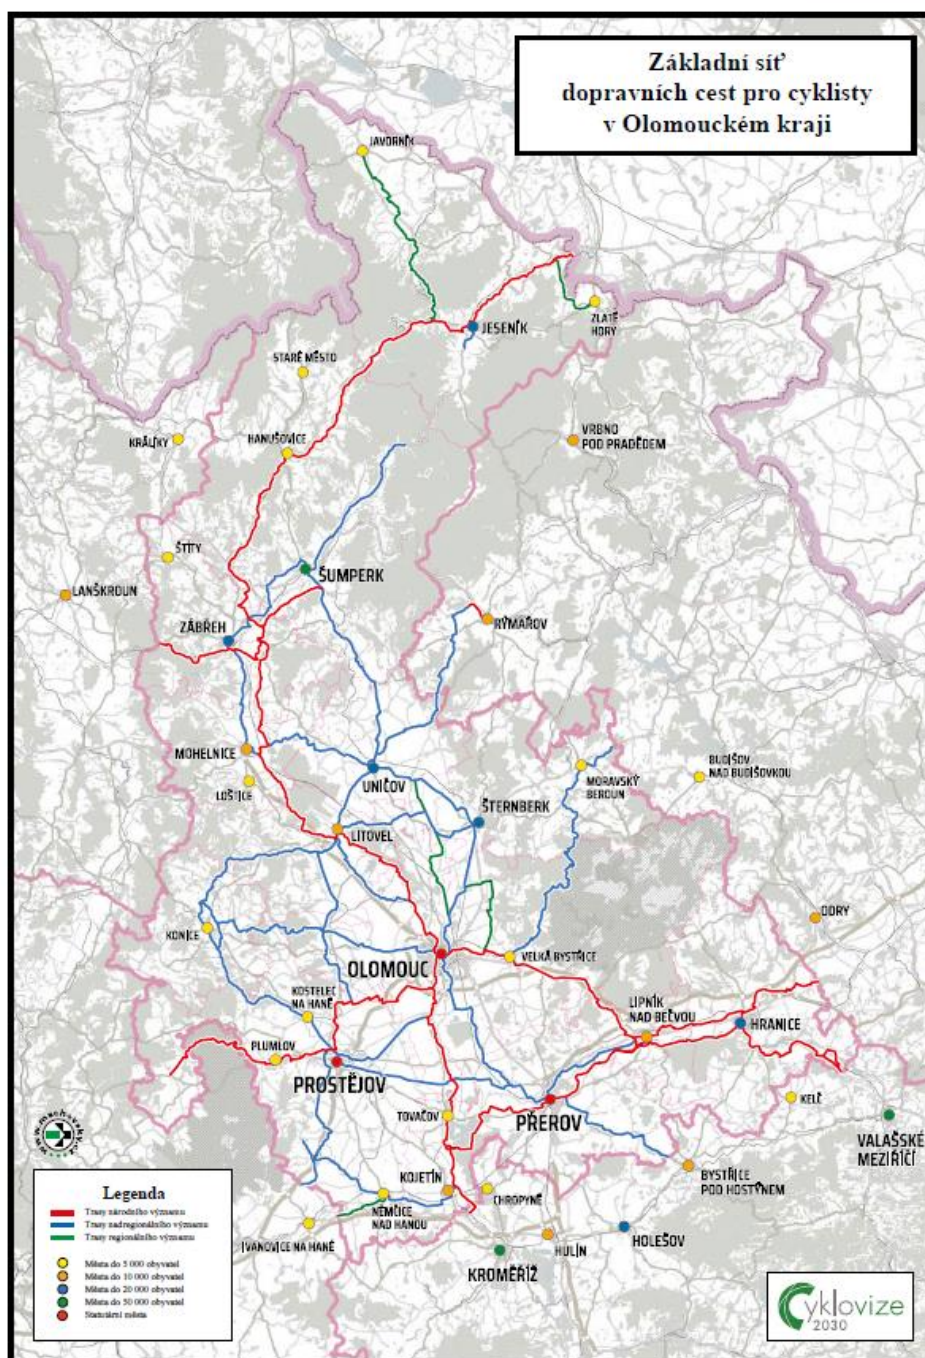 Základní síť
dopravních cest pro cyklisty
v Olomouckém kraji
JAVORNÍK
ZLATÉ
HORY
JESENÍK
STARÉ MĚSTO
KRÁLÍKY
HANUŠOVICE
VRBNO
POD PRADĚDEM
ŠTÍTY
ŠUMPERK
LANŠKROUN
ZÁBŘEH
RÝMAŘOV
MOHELNICE
LOŠTICE
UNIČOV
MORAVSKÝ
BEROUN
BUDIŠOV
NAD BUDIŠOVKOU
ŠTERNBERK
LITOVEL
KONICE
ODRY
OLOMOUC
VELKÁ BYSTŘICE
KOSTELEC
NA HANÉ
LIPNÍK
NAD BEČVOU
HRANICE
PLUMLOV
PROSTĚJOV
TOVAČOV
PŘEROV
KELČ
VALAŠSKÉ
MEZIŘÍČÍ
www.machovsky.cz
KOJETÍN
BYSTŘICE
POD HOSTÝNEM
CHROPYNĚ
NĚMČICE
NAD HANOU
IVANOVICE NA HANÉ
HULÍN
HOLEŠOV
KROMĚŘÍŽ
Legenda
Trasy národního významu
Trasy nadregionálního významu
Trasy regionálního významu
Města do 5 000 obyvatel
Města do 10 000 obyvatel
Města do 20 000 obyvatel
Města do 50 000 obyvatel
Statutární města
Cyklovize
2030